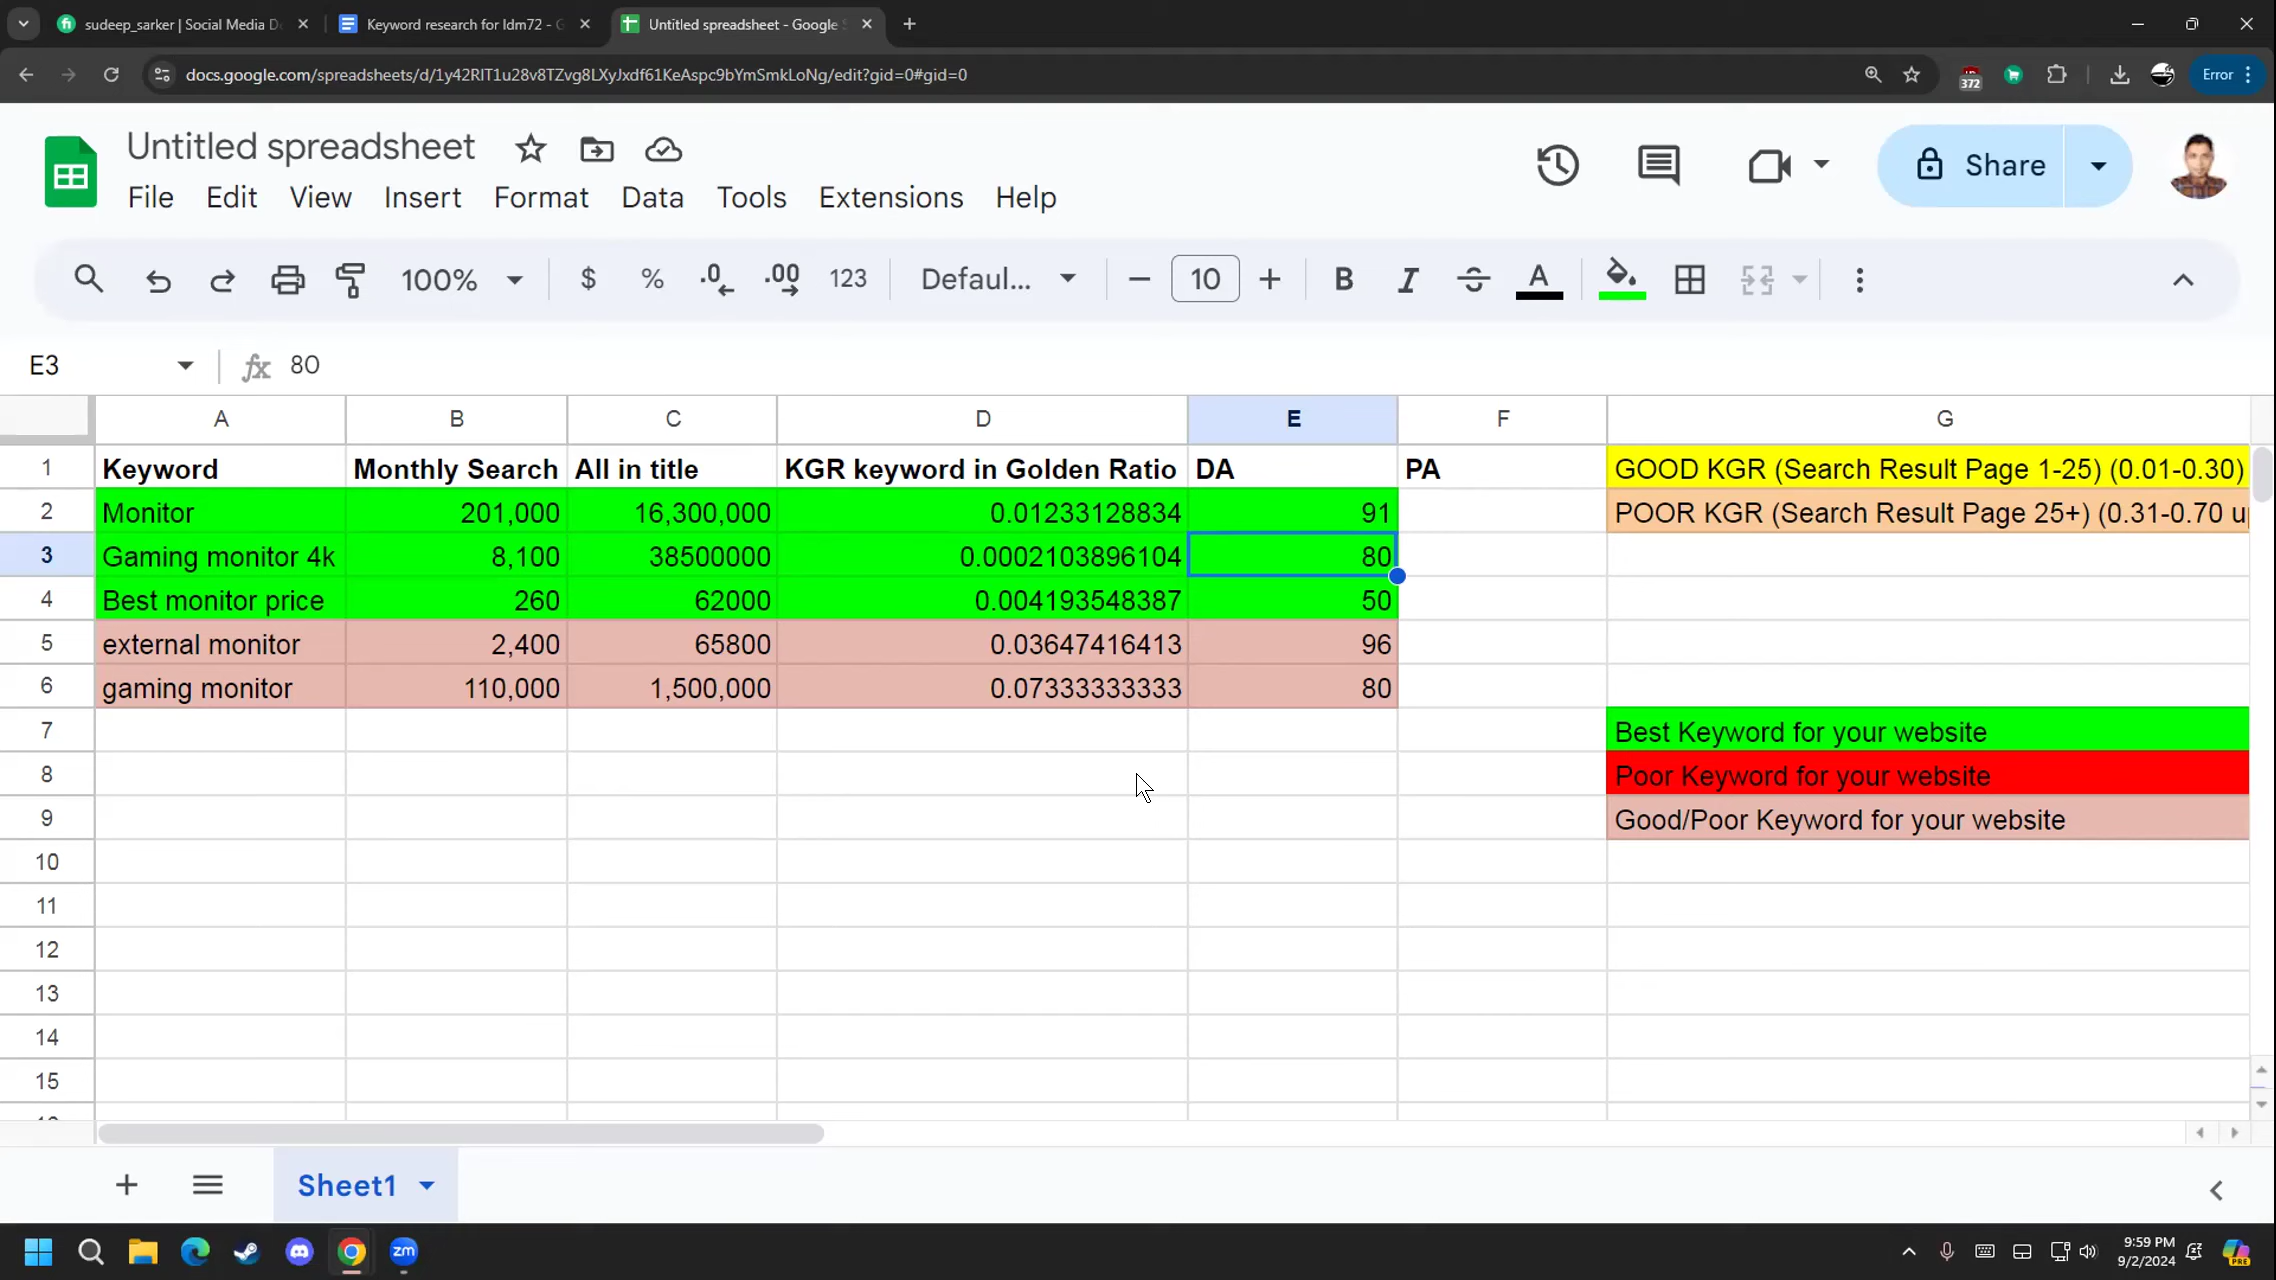 sudeep_sarker | Social Media D
Keyword research for ldm72 - G
Untitled spreadsheet - Google S
docs.google.com/spreadsheets/d/1y42RlT1u28v8TZvg8LXyJxdf61KeAspc9bYmSmkLoNg/edit?gid=0#gid=0
372
Error
Untitled spreadsheet
File Edit View Insert Format Data Tools Extensions Help
Share
100% $ % .0 .00 123 Defaul... 10 B I A
E3 fx 80
A B C D E F G
1 Keyword Monthly Search All in title KGR keyword in Golden Ratio DA PA GOOD KGR (Search Result Page 1-25) (0.01-0.30)
2 Monitor 201,000 16,300,000 0.01233128834 91 POOR KGR (Search Result Page 25+) (0.31-0.70 u
3 Gaming monitor 4k 8,100 38500000 0.0002103896104 80
4 Best monitor price 260 62000 0.004193548387 50
5 external monitor 2,400 65800 0.03647416413 96
6 gaming monitor 110,000 1,500,000 0.07333333333 80
7 Best Keyword for your website
8 Poor Keyword for your website
9 Good/Poor Keyword for your website
10
11
12
13
14
15
Sheet1
zm
9:59 PM
9/2/2024
PRE